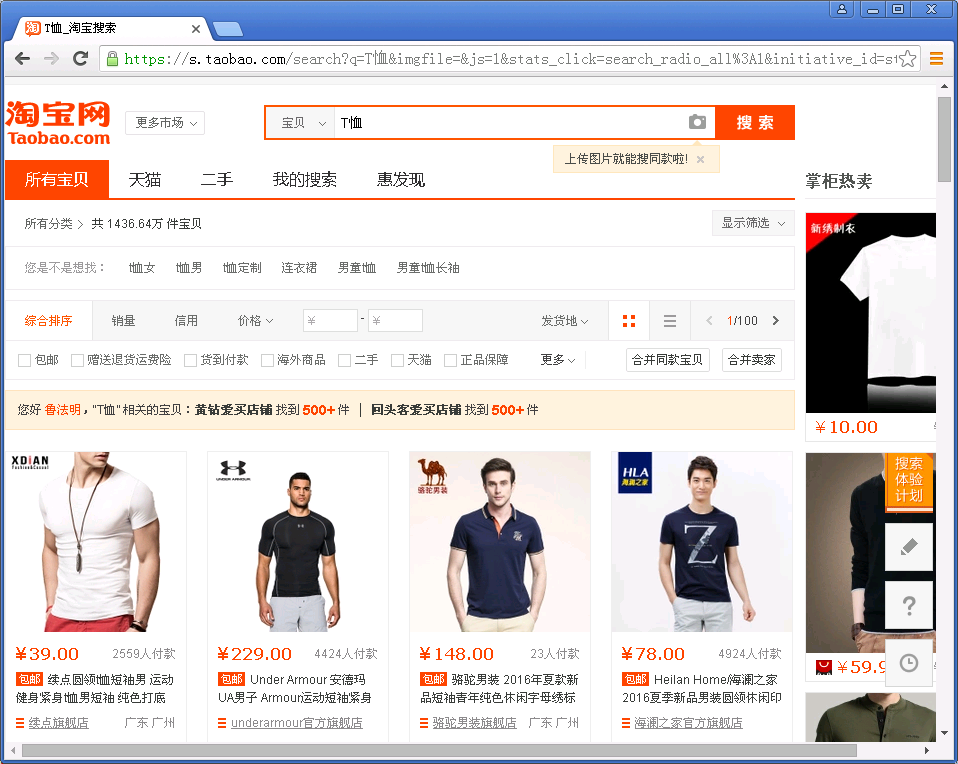 T恤_淘宝搜索
https://s.taobao.com/search?q=T恤&imgfile=&js=1&stats_click=search_radio_all%3A1&initiative_id=st
淘宝网
Taobao.com
更多市场
宝贝
T恤
搜 索
上传图片就能搜同款啦!
所有宝贝
天猫
二手
我的搜索
惠发现
掌柜热卖
所有分类 > 共 1436.64万 件宝贝
显示筛选
您是不是想找：
恤女
恤男
恤定制
连衣裙
男童恤
男童恤长袖
综合排序
销量
信用
价格
¥
-
¥
发货地
1/100
包邮
赠送退货运费险
货到付款
海外商品
二手
天猫
正品保障
更多
合并同款宝贝
合并卖家
您好 鲁法明，"T恤"相关的宝贝：黄钻爱买店铺 找到 500+ 件 | 回头客爱买店铺 找到 500+ 件
XDIAN
Fashion&Casual
¥39.00
2559人付款
包邮 续点圆领恤短袖男 运动
健身紧身恤男短袖 纯色打底
续点旗舰店
广东 广州
UNDER ARMOUR
¥229.00
4424人付款
包邮 Under Armour 安德玛
UA男子 Armour运动短袖紧身
underarmour官方旗舰店
骆驼男装
¥148.00
23人付款
包邮 骆驼男装 2016年夏款新
品短袖青年纯色休闲字母绣标
骆驼男装旗舰店
广东 广州
HLA
海澜之家
Z
¥78.00
4924人付款
包邮 Heilan Home/海澜之家
2016夏季新品男装圆领休闲印
海澜之家官方旗舰店
新绣制衣
¥10.00
搜索
体验
计划
?
¥59.9